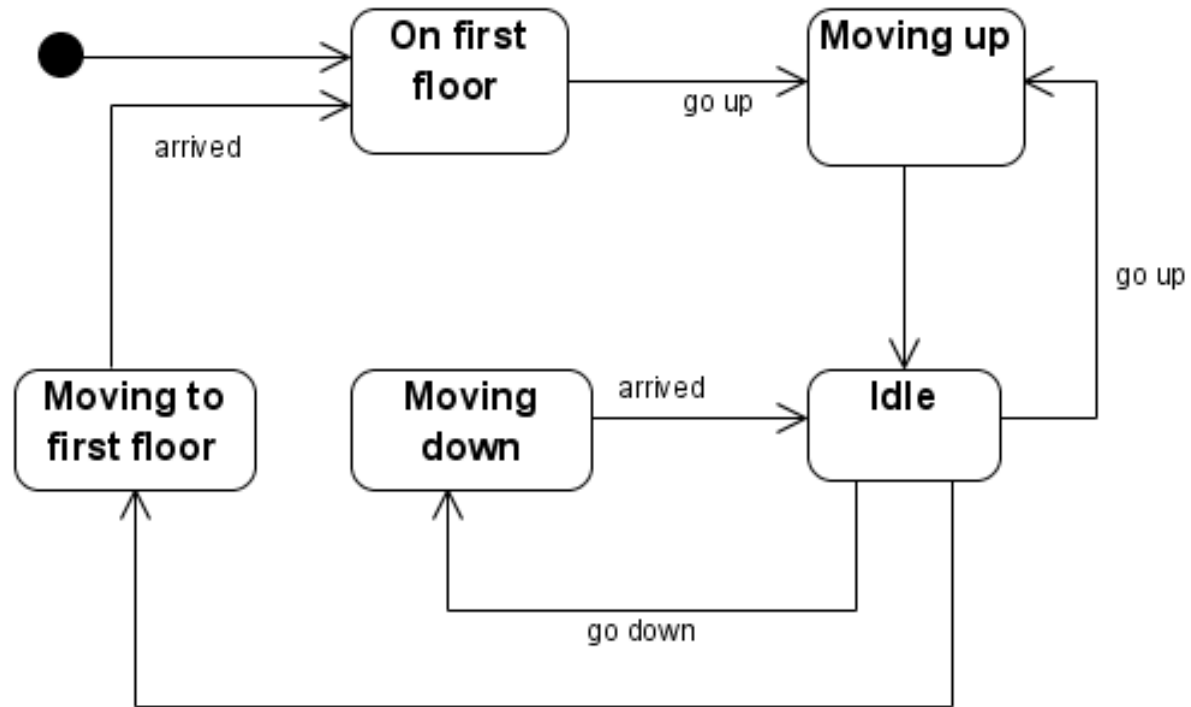 On first
floor
Moving up
go up
arrived
go up
Moving to
first floor
Moving
down
arrived
Idle
go down